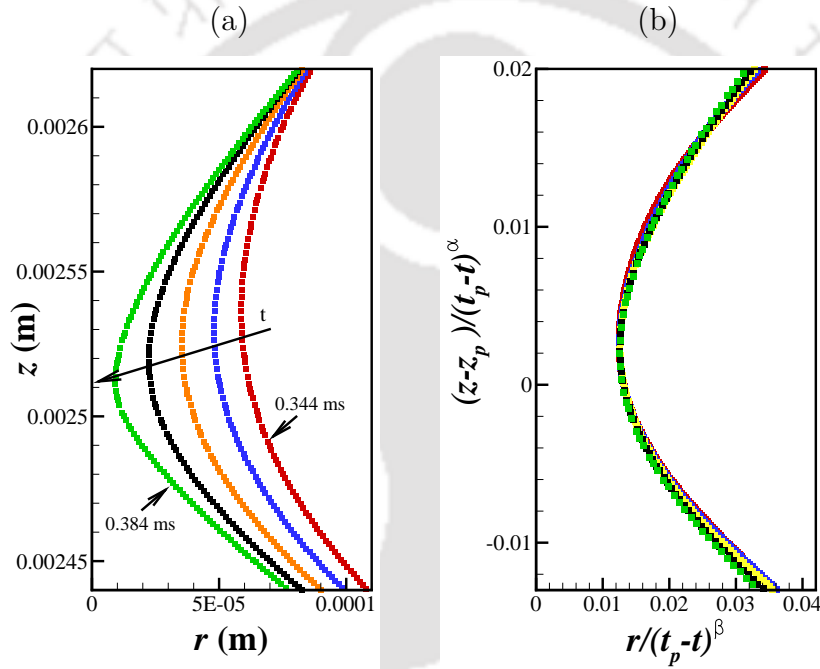 (a)
(b)
0.0026
0.00255
0.0025
0.00245
z (m)
t
0.344 ms
0.384 ms
0
5E-05
0.0001
r (m)
0.02
0.01
0
-0.01
(z-z_p)/(t_p-t)^α
0
0.01
0.02
0.03
0.04
r/(t_p-t)^β